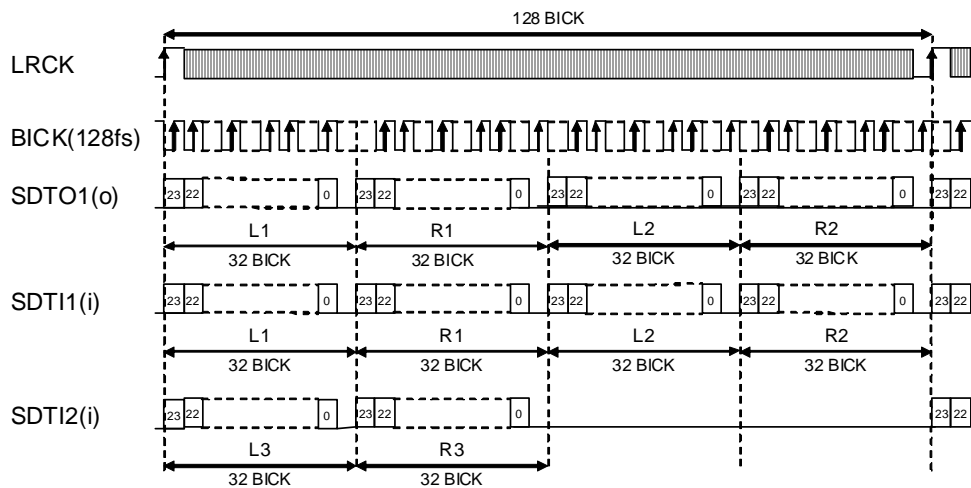 128 BICK
LRCK
BICK(128fs)
SDTO1(o) 23 22 0 23 22 0 23 22 0 23 22 0 23 22
L1 R1 L2 R2
32 BICK 32 BICK 32 BICK 32 BICK
SDTI1(i) 23 22 0 23 22 0 23 22 0 23 22 0 23 22
L1 R1 L2 R2
32 BICK 32 BICK 32 BICK 32 BICK
SDTI2(i) 23 22 0 23 22 0 23 22
L3 R3
32 BICK 32 BICK